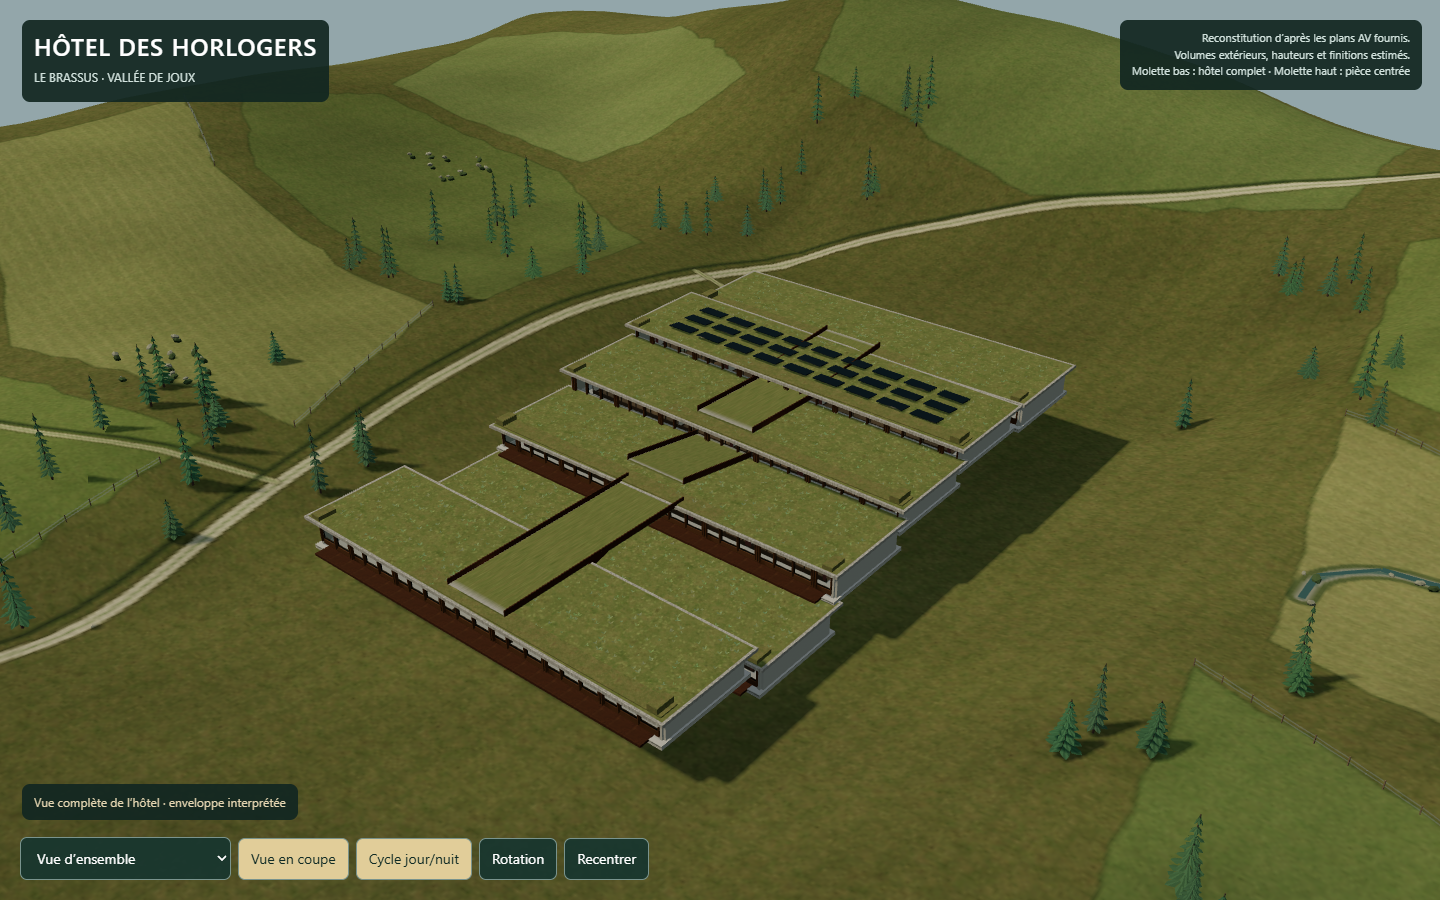 HÔTEL DES HORLOGERS
LE BRASSUS · VALLÉE DE JOUX
Reconstitution d’après les plans AV fournis.
Volumes extérieurs, hauteurs et finitions estimés.
Molette bas : hôtel complet · Molette haut : pièce centrée
Vue complète de l’hôtel · enveloppe interprétée
Vue d’ensemble
Vue en coupe
Cycle jour/nuit
Rotation
Recentrer